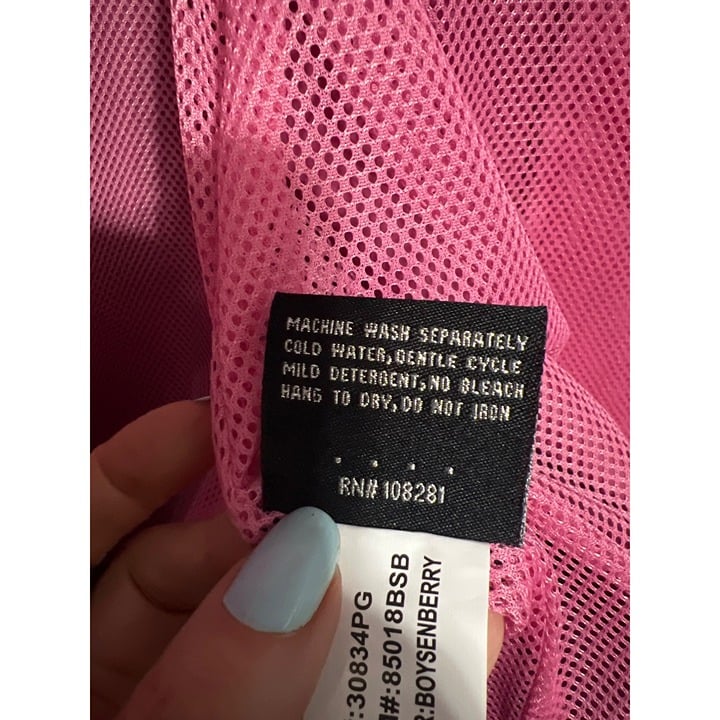 MACHINE WASH SEPARATELY
COLD WATER, GENTLE CYCLE
MILD DETERGENT, NO BLEACH
HANG TO DRY, DO NOT IRON
. . . .
RN# 108281
:30834PG
#:85018BSB
R:BOYSENBERRY